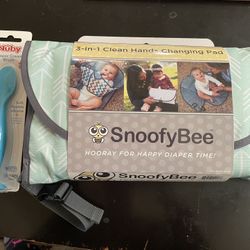 Nuby
3-in-1 Clean Hands Changing Pad
SnoofyBee
HOORAY FOR HAPPY DIAPER TIME!
SnoofyBee